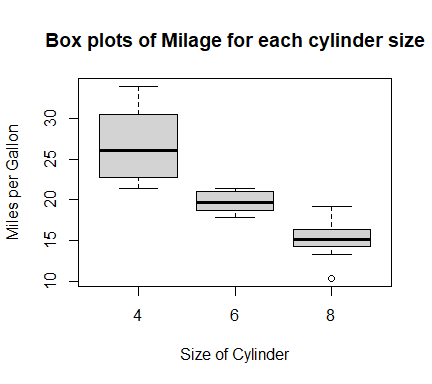 Box plots of Milage for each cylinder size
Miles per Gallon
30
25
20
15
10
4 6 8
Size of Cylinder